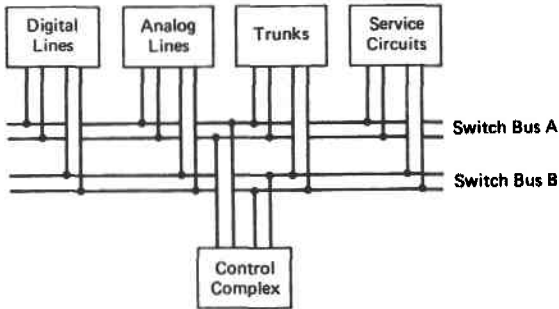 Digital
Lines
Analog
Lines
Trunks
Service
Circuits
Switch Bus A
Switch Bus B
Control
Complex